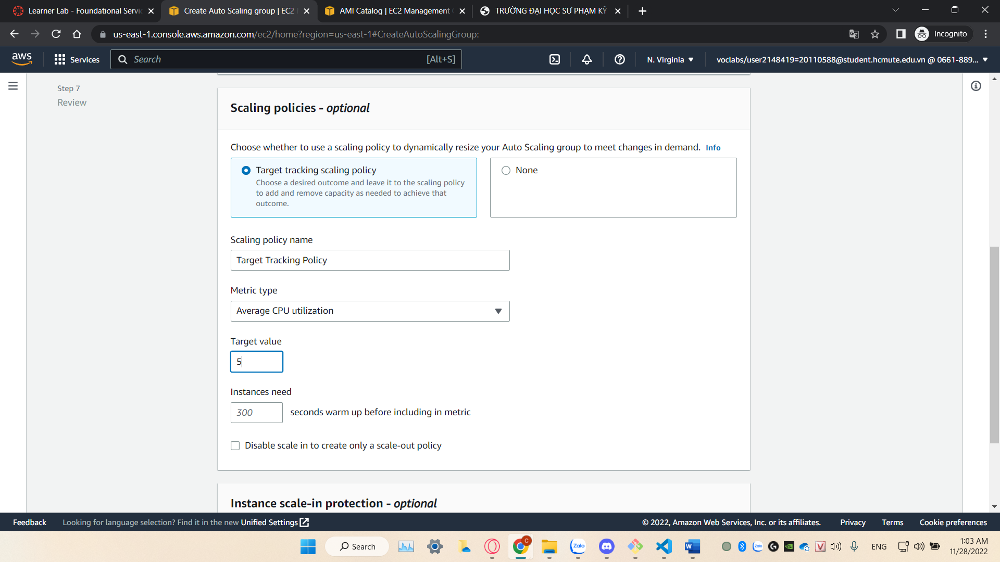 Learner Lab - Foundational Servic
Create Auto Scaling group | EC2
AMI Catalog | EC2 Management
TRƯỜNG ĐẠI HỌC SƯ PHẠM KỸ
us-east-1.console.aws.amazon.com/ec2/home?region=us-east-1#CreateAutoScalingGroup:
Incognito
aws
Services
Search
[Alt+S]
N. Virginia
voclabs/user2148419=20110588@student.hcmute.edu.vn @ 0661-889...
Step 7
Review
Scaling policies - optional
Choose whether to use a scaling policy to dynamically resize your Auto Scaling group to meet changes in demand. Info
Target tracking scaling policy
Choose a desired outcome and leave it to the scaling policy
to add and remove capacity as needed to achieve that
outcome.
None
Scaling policy name
Target Tracking Policy
Metric type
Average CPU utilization
Target value
5
Instances need
300
seconds warm up before including in metric
Disable scale in to create only a scale-out policy
Instance scale-in protection - optional
Feedback
Looking for language selection? Find it in the new Unified Settings
© 2022, Amazon Web Services, Inc. or its affiliates.
Privacy
Terms
Cookie preferences
Search
C
Zalo
Zalo
ENG
1:03 AM
11/28/2022